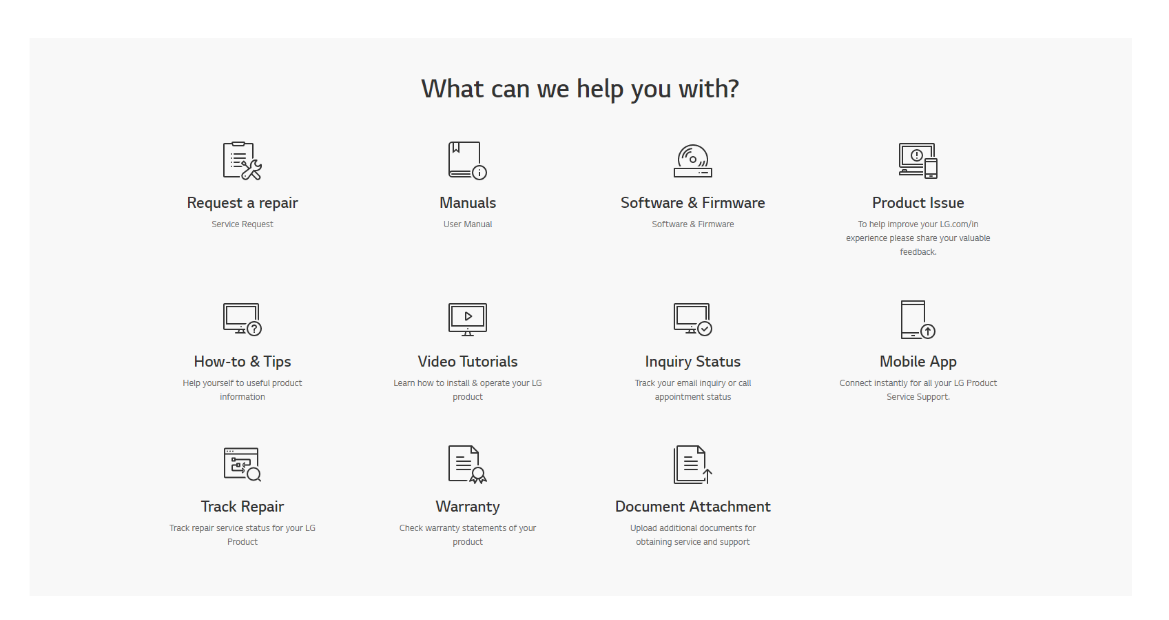 What can we help you with?
Request a repair
Service Request
Manuals
User Manual
Software & Firmware
Software & Firmware
Product Issue
To help improve your LG.com/in
experience please share your valuable
feedback.
How-to & Tips
Help yourself to useful product
information
Video Tutorials
Learn how to install & operate your LG
product
Inquiry Status
Track your email inquiry or call
appointment status
Mobile App
Connect instantly for all your LG Product
Service Support.
Track Repair
Track repair service status for your LG
Product
Warranty
Check warranty statements of your
product
Document Attachment
Upload additional documents for
obtaining service and support